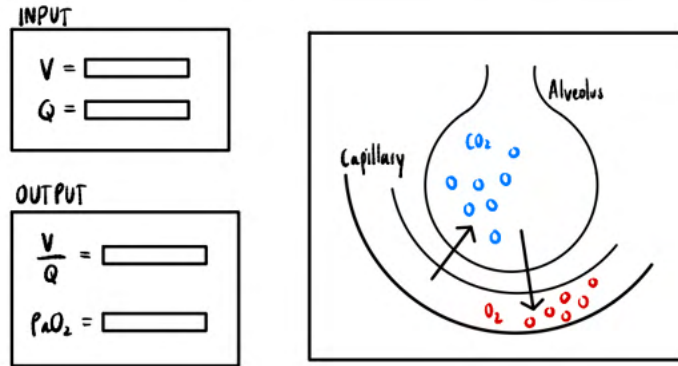 INPUT
V =
Q =
OUTPUT
V
Q
=
PaO₂ =
Alveolus
CO₂
Capillary
O₂